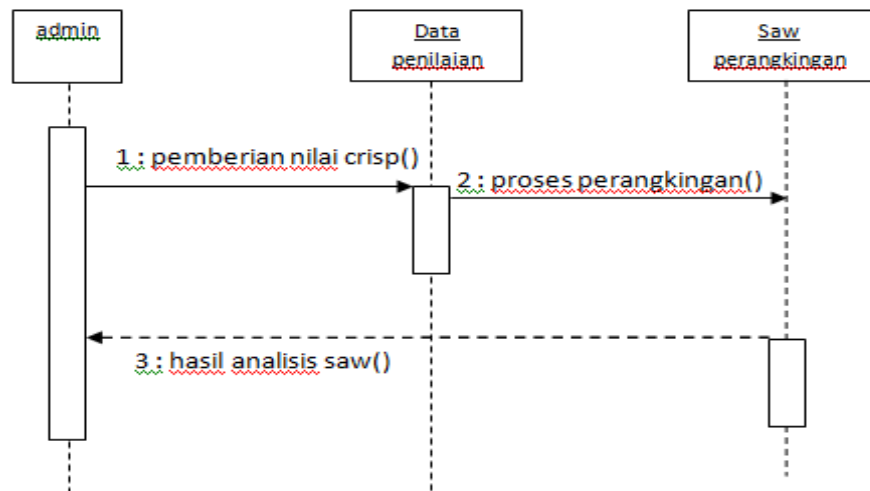 admin
Data
penilaian
Saw
perangkingan
1 : pemberian nilai crisp()
2 : proses perangkingan()
3 : hasil analisis saw()